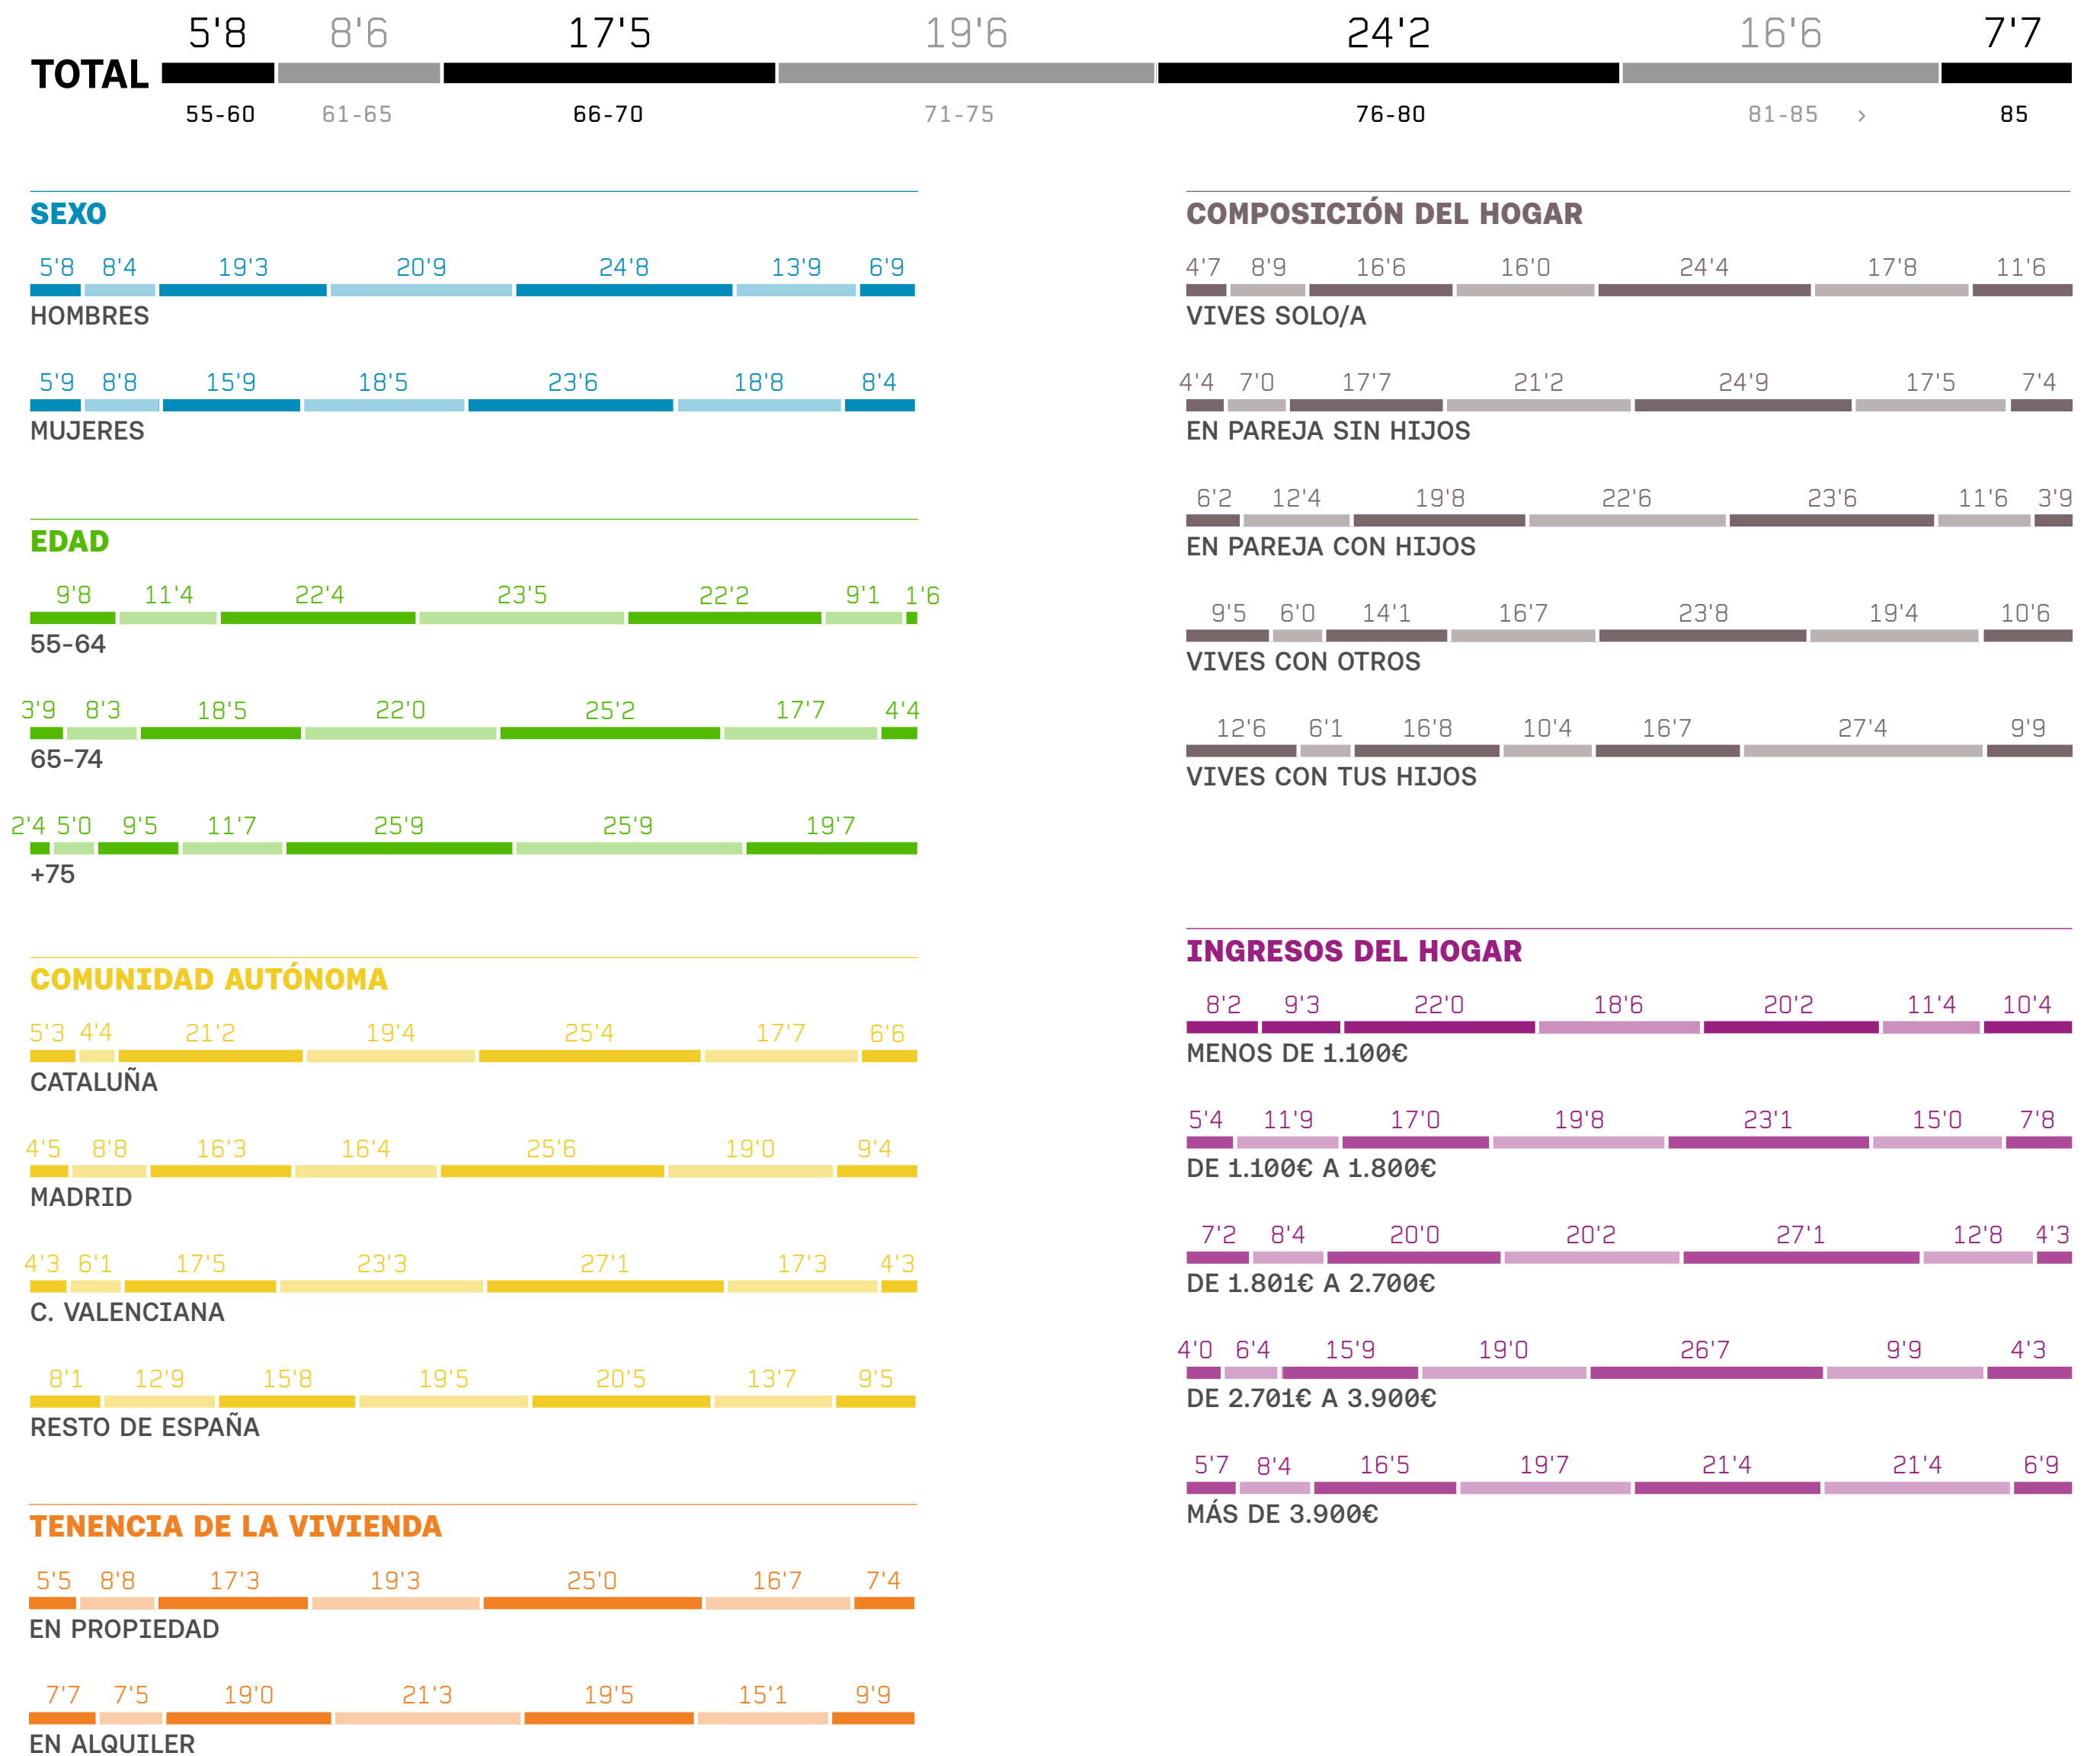 5'8 8'6 17'5 19'6 24'2 16'6 7'7
TOTAL
55-60 61-65 66-70 71-75 76-80 81-85 > 85
SEXO
5'8 8'4 19'3 20'9 24'8 13'9 6'9
HOMBRES
5'9 8'8 15'9 18'5 23'6 18'8 8'4
MUJERES
EDAD
9'8 11'4 22'4 23'5 22'2 9'1 1'6
55-64
3'9 8'3 18'5 22'0 25'2 17'7 4'4
65-74
2'4 5'0 9'5 11'7 25'9 25'9 19'7
+75
COMUNIDAD AUTÓNOMA
5'3 4'4 21'2 19'4 25'4 17'7 6'6
CATALUÑA
4'5 8'8 16'3 16'4 25'6 19'0 9'4
MADRID
4'3 6'1 17'5 23'3 27'1 17'3 4'3
C. VALENCIANA
8'1 12'9 15'8 19'5 20'5 13'7 9'5
RESTO DE ESPAÑA
TENENCIA DE LA VIVIENDA
5'5 8'8 17'3 19'3 25'0 16'7 7'4
EN PROPIEDAD
7'7 7'5 19'0 21'3 19'5 15'1 9'9
EN ALQUILER
COMPOSICIÓN DEL HOGAR
4'7 8'9 16'6 16'0 24'4 17'8 11'6
VIVES SOLO/A
4'4 7'0 17'7 21'2 24'9 17'5 7'4
EN PAREJA SIN HIJOS
6'2 12'4 19'8 22'6 23'6 11'6 3'9
EN PAREJA CON HIJOS
9'5 6'0 14'1 16'7 23'8 19'4 10'6
VIVES CON OTROS
12'6 6'1 16'8 10'4 16'7 27'4 9'9
VIVES CON TUS HIJOS
INGRESOS DEL HOGAR
8'2 9'3 22'0 18'6 20'2 11'4 10'4
MENOS DE 1.100€
5'4 11'9 17'0 19'8 23'1 15'0 7'8
DE 1.100€ A 1.800€
7'2 8'4 20'0 20'2 27'1 12'8 4'3
DE 1.801€ A 2.700€
4'0 6'4 15'9 19'0 26'7 9'9 4'3
DE 2.701€ A 3.900€
5'7 8'4 16'5 19'7 21'4 21'4 6'9
MÁS DE 3.900€